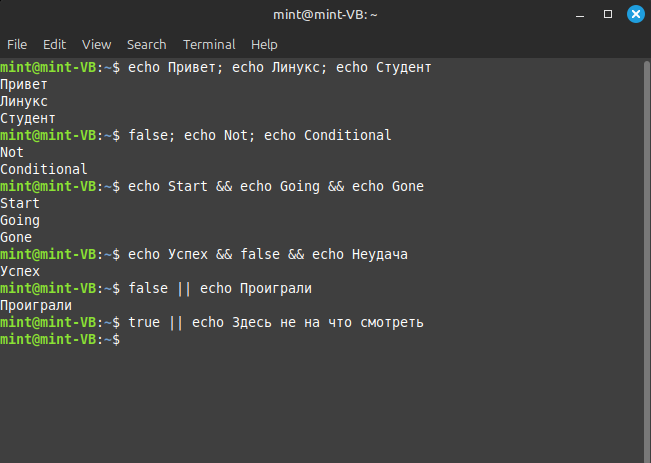 mint@mint-VB: ~
File Edit View Search Terminal Help
mint@mint-VB:~$ echo Привет; echo Линукс; echo Студент
Привет
Линукс
Студент
mint@mint-VB:~$ false; echo Not; echo Conditional
Not
Conditional
mint@mint-VB:~$ echo Start && echo Going && echo Gone
Start
Going
Gone
mint@mint-VB:~$ echo Успех && false && echo Неудача
Успех
mint@mint-VB:~$ false || echo Проиграли
Проиграли
mint@mint-VB:~$ true || echo Здесь не на что смотреть
mint@mint-VB:~$